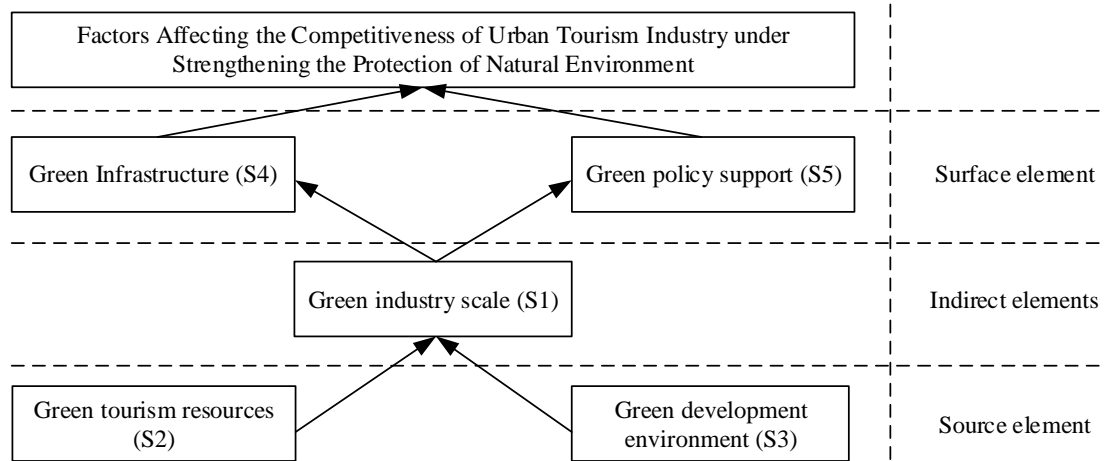 Factors Affecting the Competitiveness of Urban Tourism Industry under
Strengthening the Protection of Natural Environment
Green Infrastructure (S4)
Green policy support (S5)
Surface element
Green industry scale (S1)
Indirect elements
Green tourism resources
(S2)
Green development
environment (S3)
Source element